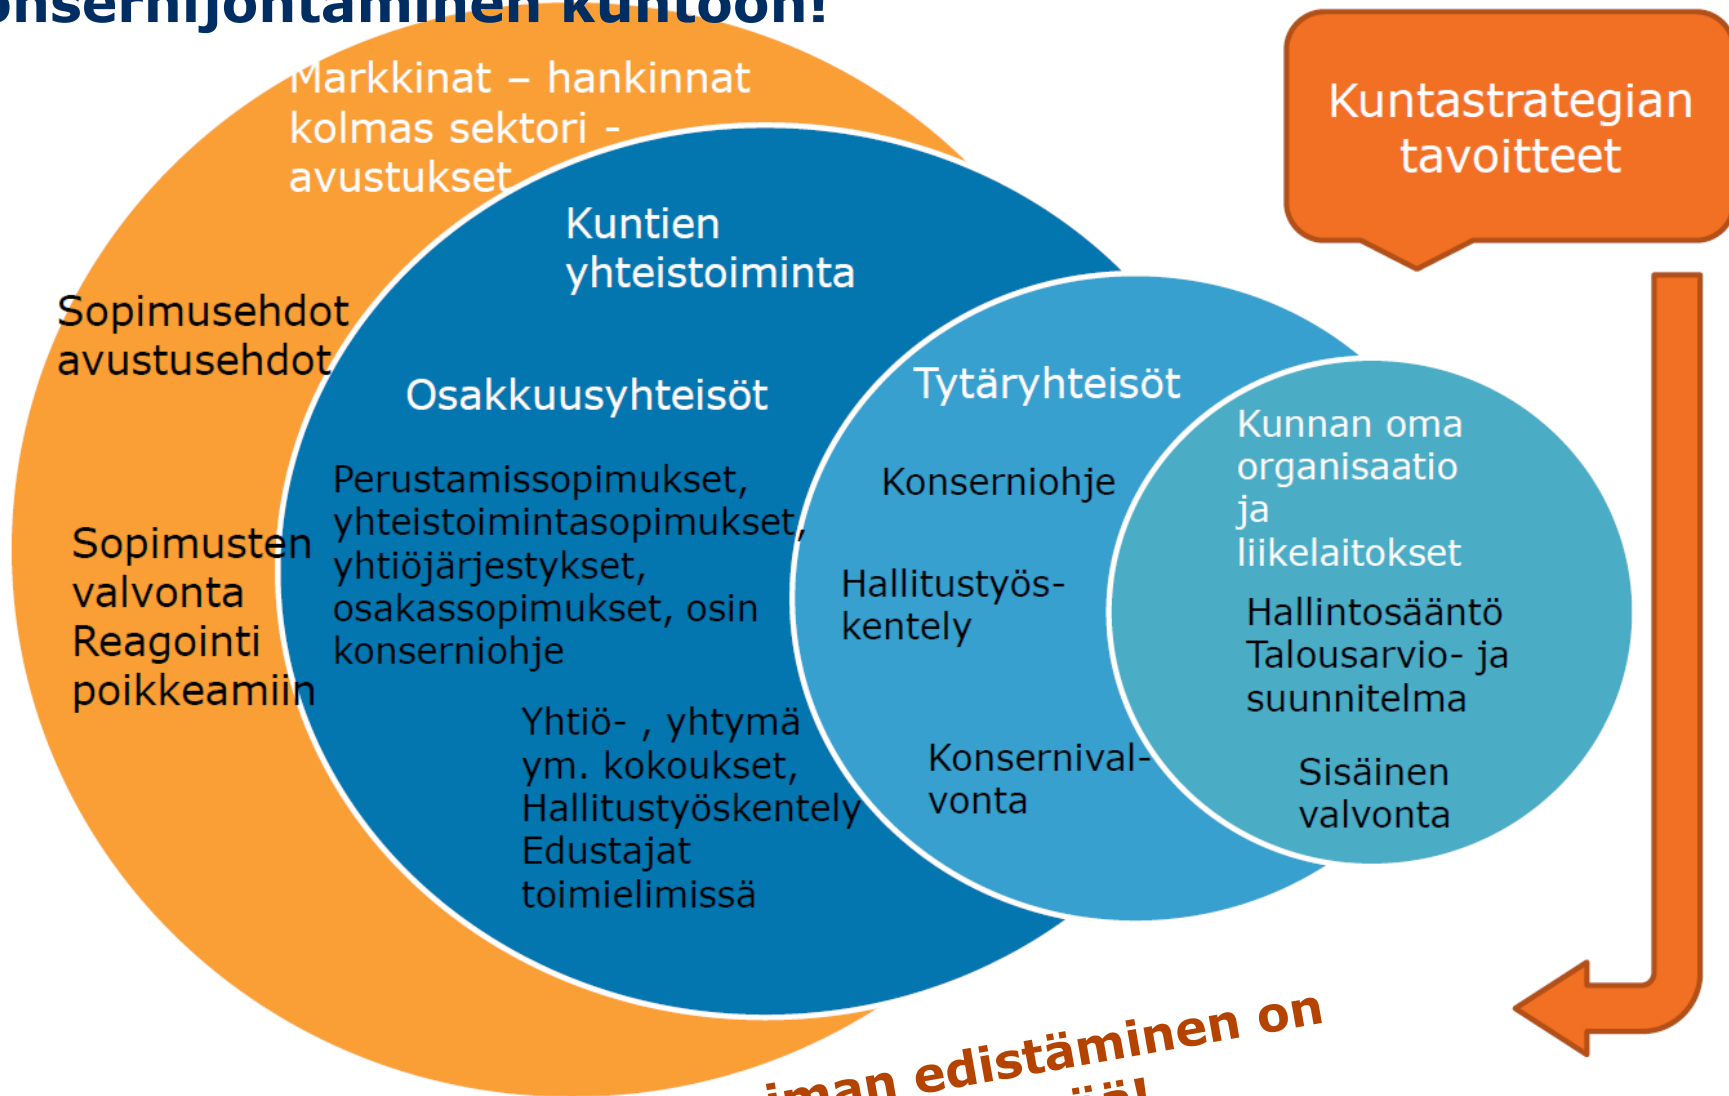 Markkinat – hankinnat
kolmas sektori -
avustukset
Kuntastrategian
tavoitteet
Kuntien
yhteistoiminta
Sopimusehdot
avustusehdot
Osakkuusyhteisöt
Tytäryhteisöt
Kunnan oma
organisaatio
ja
liikelaitokset
Perustamissopimukset,
yhteistoimintasopimukset,
yhtiöjärjestykset,
osakassopimukset, osin
konserniohje
Konserniohje
Sopimusten
valvonta
Reagointi
poikkeamiin
Hallitustyös-
kentely
Hallintosääntö
Talousarvio- ja
suunnitelma
Yhtiö- , yhtymä
ym. kokoukset,
Hallitustyöskentely
Edustajat
toimielimissä
Konsernival-
vonta
Sisäinen
valvonta
kuntoon!
edistäminen on